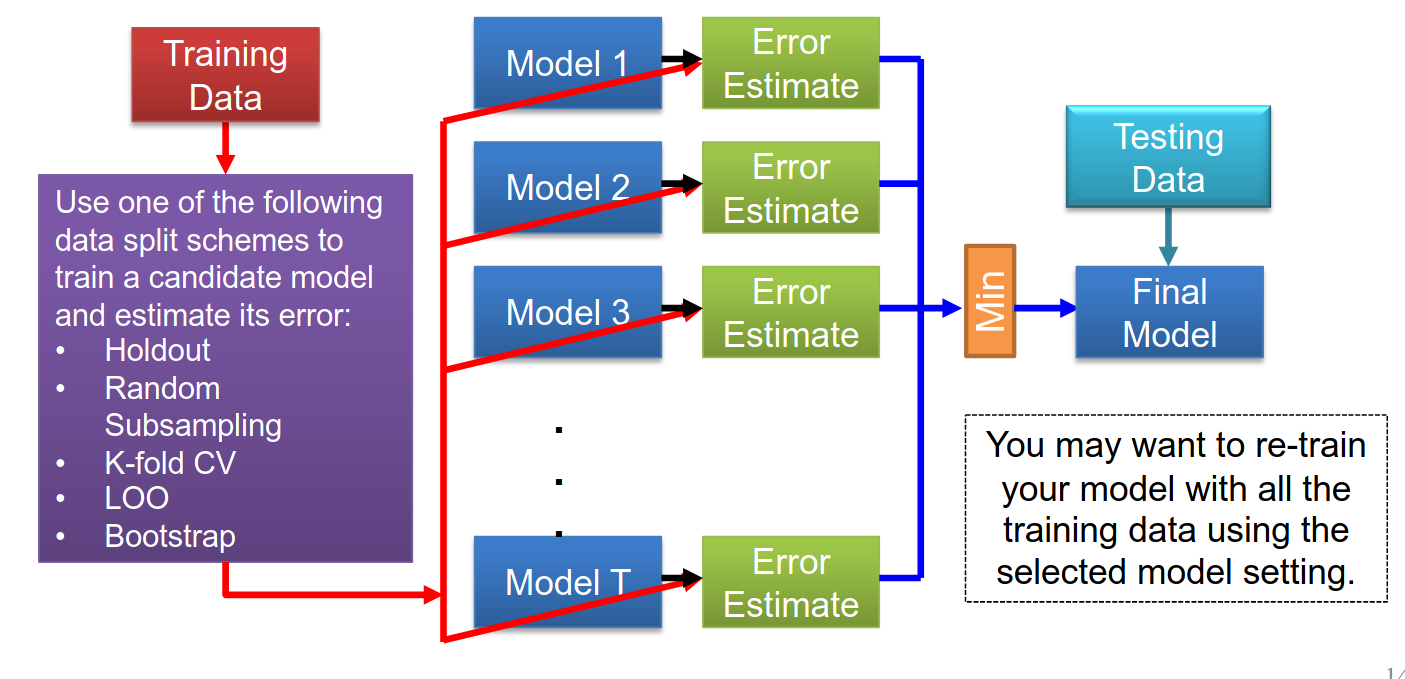 Training
Data
Use one of the following
data split schemes to
train a candidate model
and estimate its error:
• Holdout
• Random
Subsampling
• K-fold CV
• LOO
• Bootstrap
Model 1
Error
Estimate
Model 2
Error
Estimate
Model 3
Error
Estimate
.
.
.
Model T
Error
Estimate
Min
Testing
Data
Final
Model
You may want to re-train
your model with all the
training data using the
selected model setting.